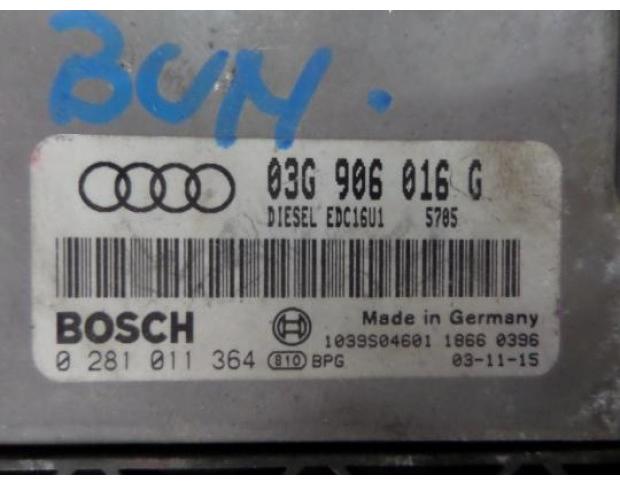 BUM.
03G 906 016 G
DIESEL EDC16U1 5705
BOSCH
Made in Germany
1039S04601 1866 0396
0 281 011 364 810 BPG 03-11-15